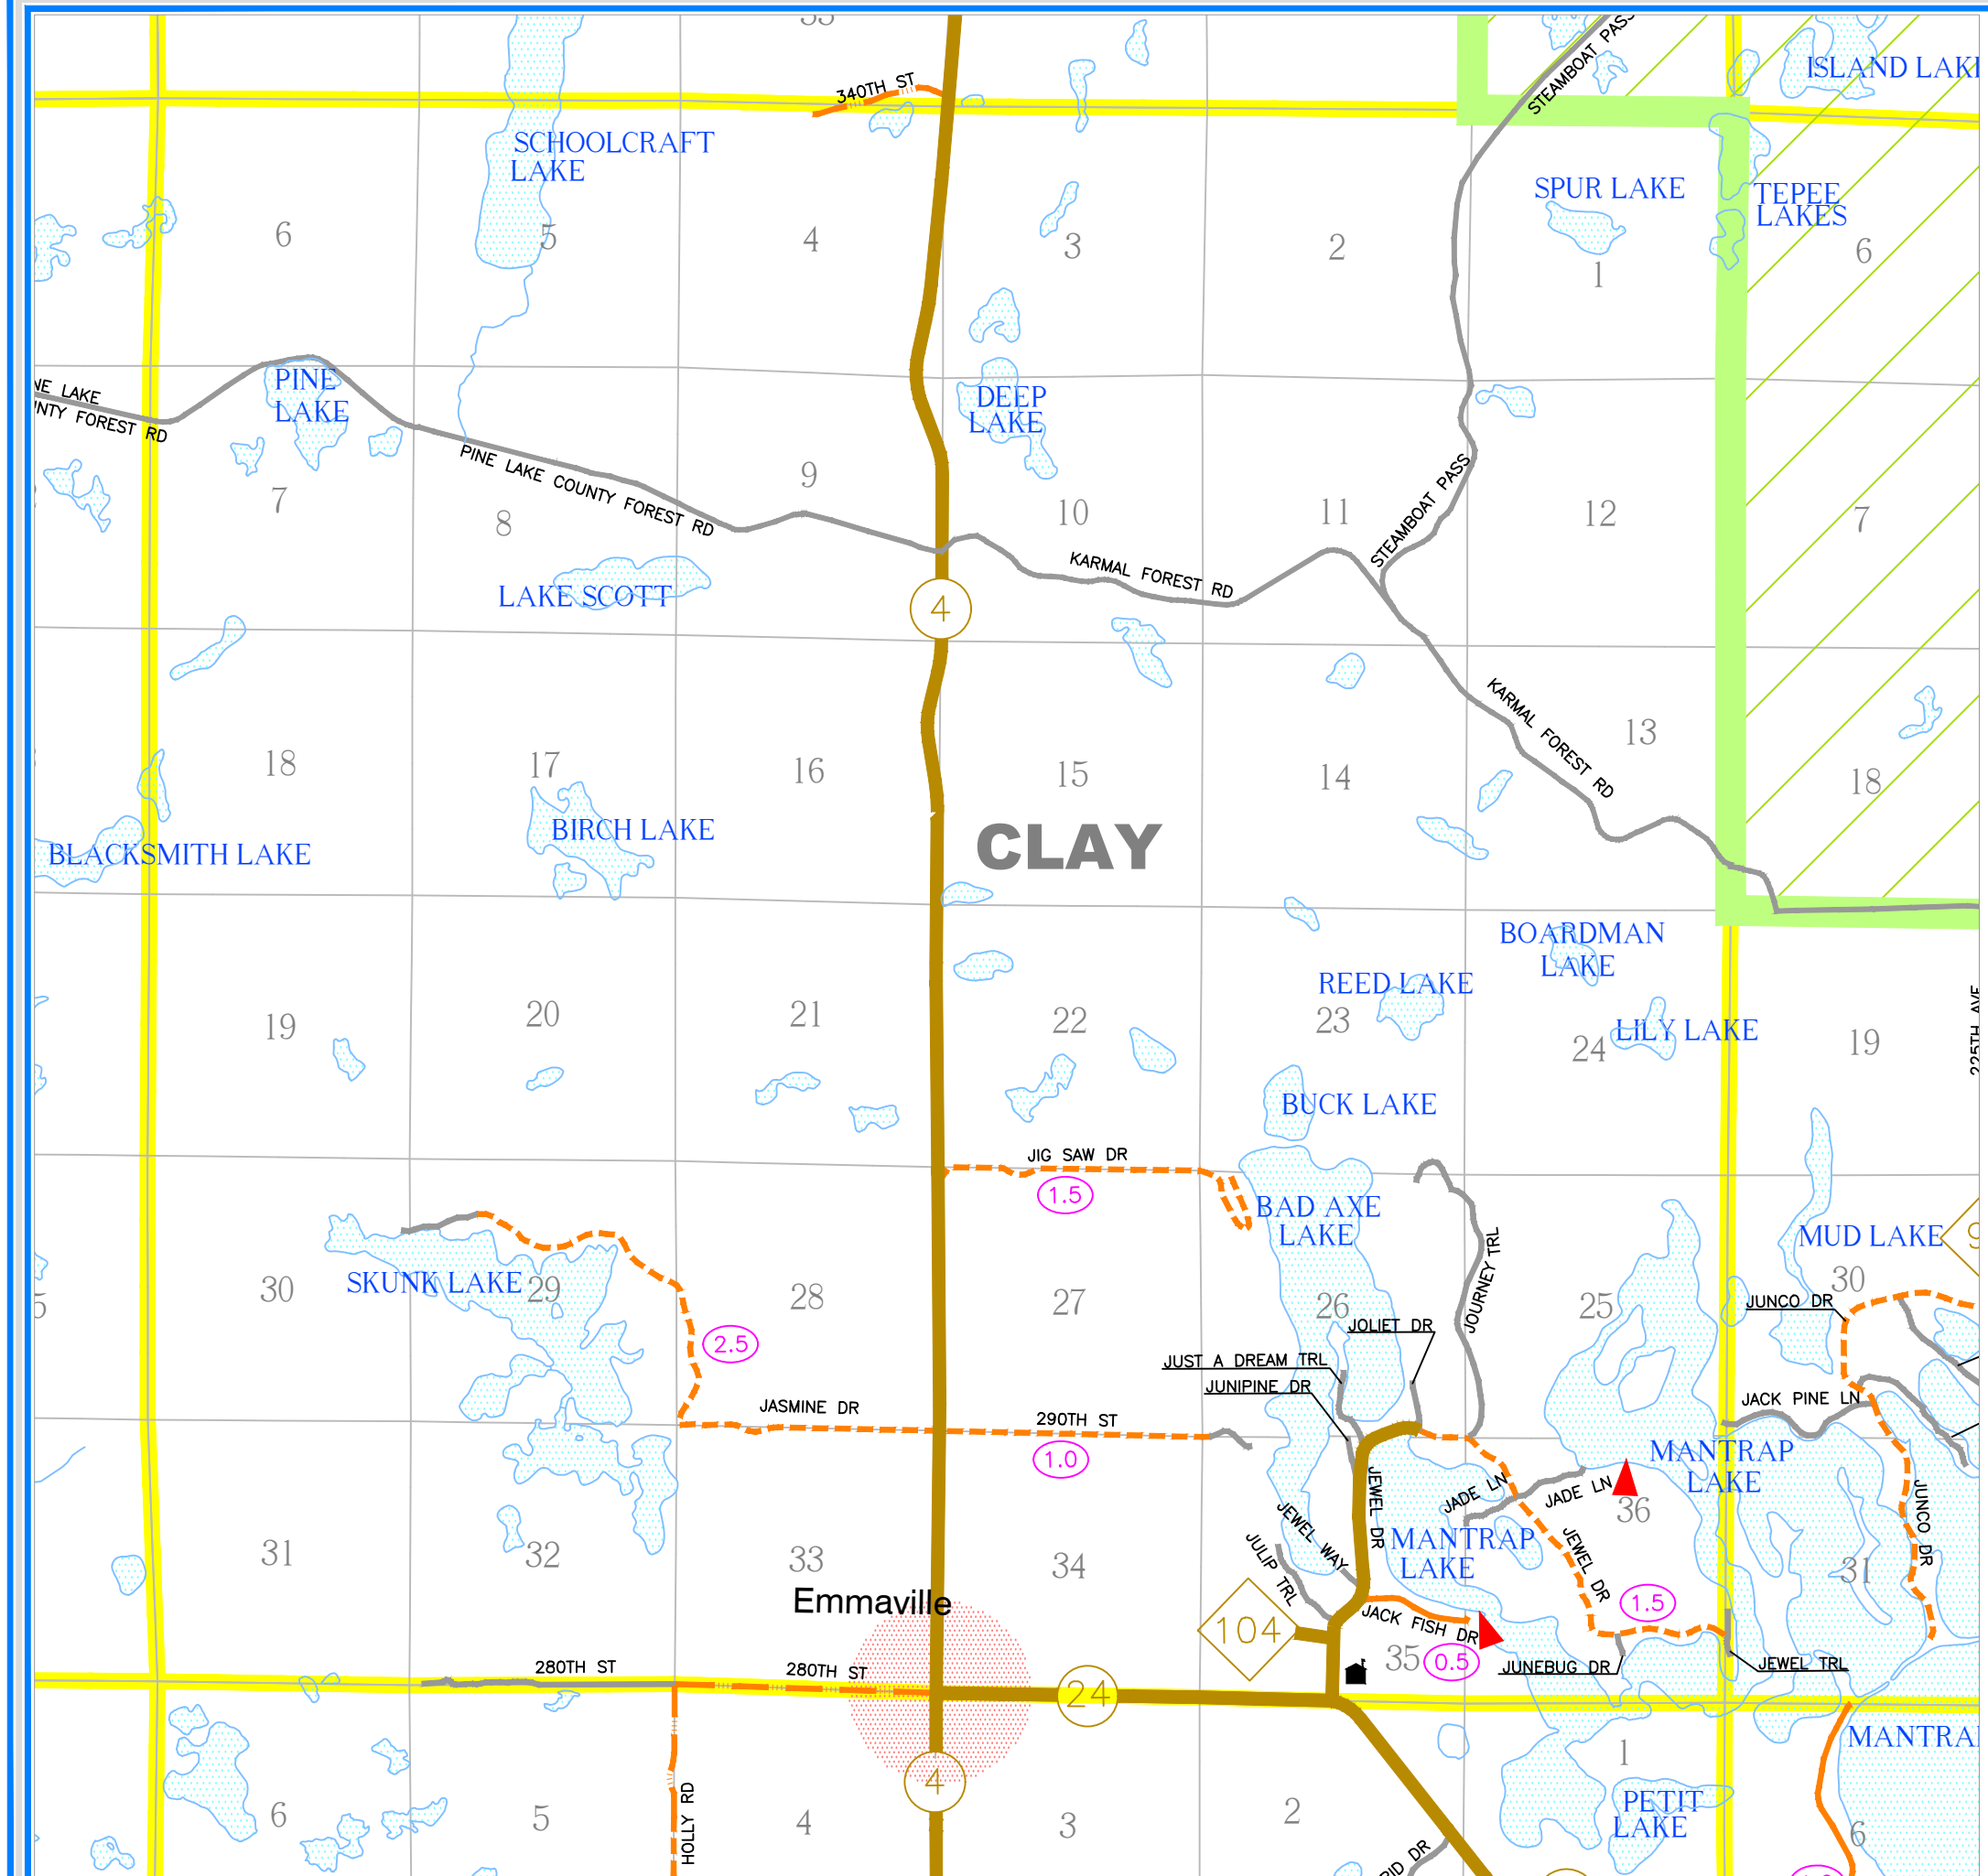 340TH ST
STEAMBOAT PASS
SCHOOLCRAFT
LAKE
SPUR LAKE
TEPEE
LAKES
6
5
4
3
2
1
6
PINE
LAKE
DEEP
LAKE
PINE LAKE COUNTY FOREST RD
7
8
9
10
11
12
7
STEAMBOAT PASS
KARMAL FOREST RD
LAKE SCOTT
4
KARMAL FOREST RD
18
17
16
15
14
13
18
BLACKSMITH LAKE
BIRCH LAKE
CLAY
BOARDMAN
LAKE
REED LAKE
LILY LAKE
19
20
21
22
23
24
19
225TH AVE
BUCK LAKE
JIG SAW DR
1.5
BAD AXE
LAKE
MUD LAKE
JOURNEY TRL
SKUNK LAKE
30
29
28
27
26
25
30
JUNCO DR
JOLIET DR
2.5
JUST A DREAM TRL
JUNIPINE DR
JACK PINE LN
JASMINE DR
290TH ST
1.0
MANTRAP
LAKE
JEWEL DR
JADE LN
JADE LN
36
JUNCO DR
JEWEL WAY
JULIP TRL
MANTRAP
LAKE
JEWEL DR
31
32
33
34
31
Emmaville
104
JACK FISH DR
1.5
35
0.5
JUNEBUG DR
JEWEL TRL
280TH ST
280TH ST
24
4
HOLLY RD
6
5
4
3
2
1
PETIT
LAKE
6